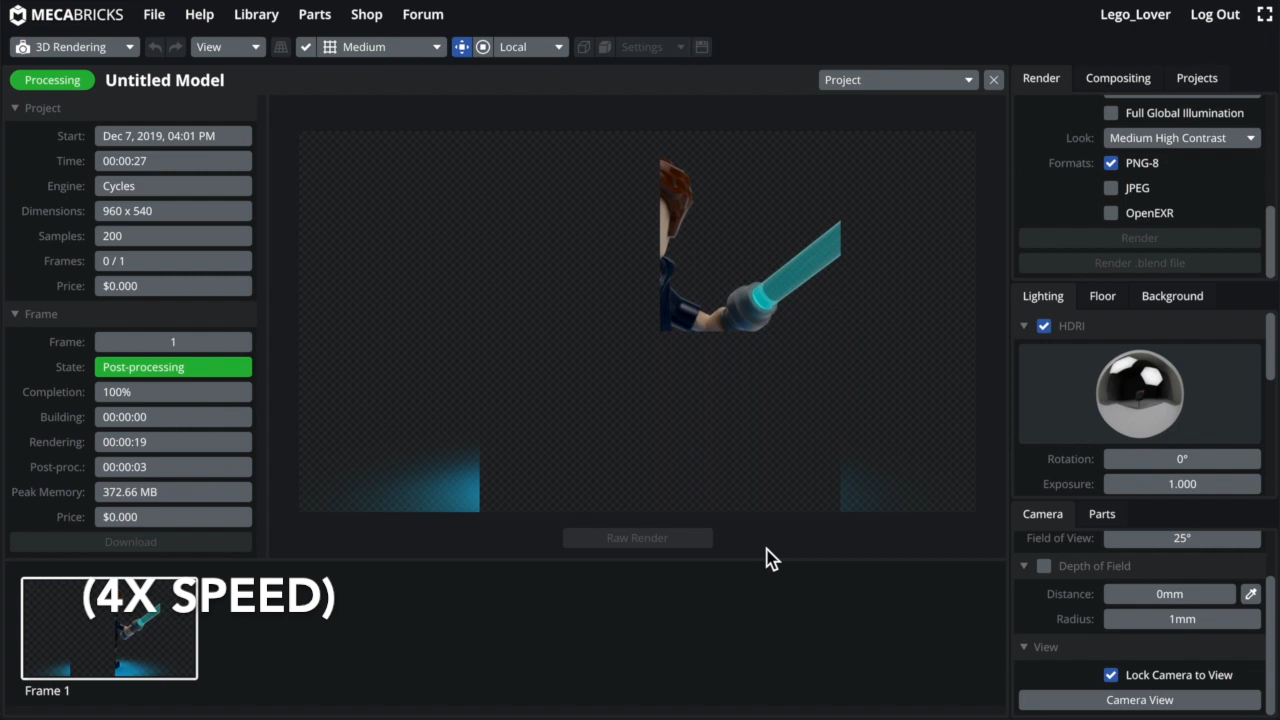 MECABRICKS File Help Library Parts Shop Forum Lego_Lover Log Out
3D Rendering View Medium Local Settings
Processing Untitled Model Project
Project
Start: Dec 7, 2019, 04:01 PM
Time: 00:00:27
Engine: Cycles
Dimensions: 960 x 540
Samples: 200
Frames: 0 / 1
Price: $0.000
Frame
Frame: 1
State: Post-processing
Completion: 100%
Building: 00:00:00
Rendering: 00:00:19
Post-proc.: 00:00:03
Peak Memory: 372.66 MB
Price: $0.000
Download
Raw Render
(4X SPEED)
Frame 1
Render Compositing Projects
Full Global Illumination
Look: Medium High Contrast
Formats: PNG-8
JPEG
OpenEXR
Render
Render .blend file
Lighting Floor Background
HDRI
Rotation: 0°
Exposure: 1.000
Camera Parts
Field of View: 25°
Depth of Field
Distance: 0mm
Radius: 1mm
View
Lock Camera to View
Camera View